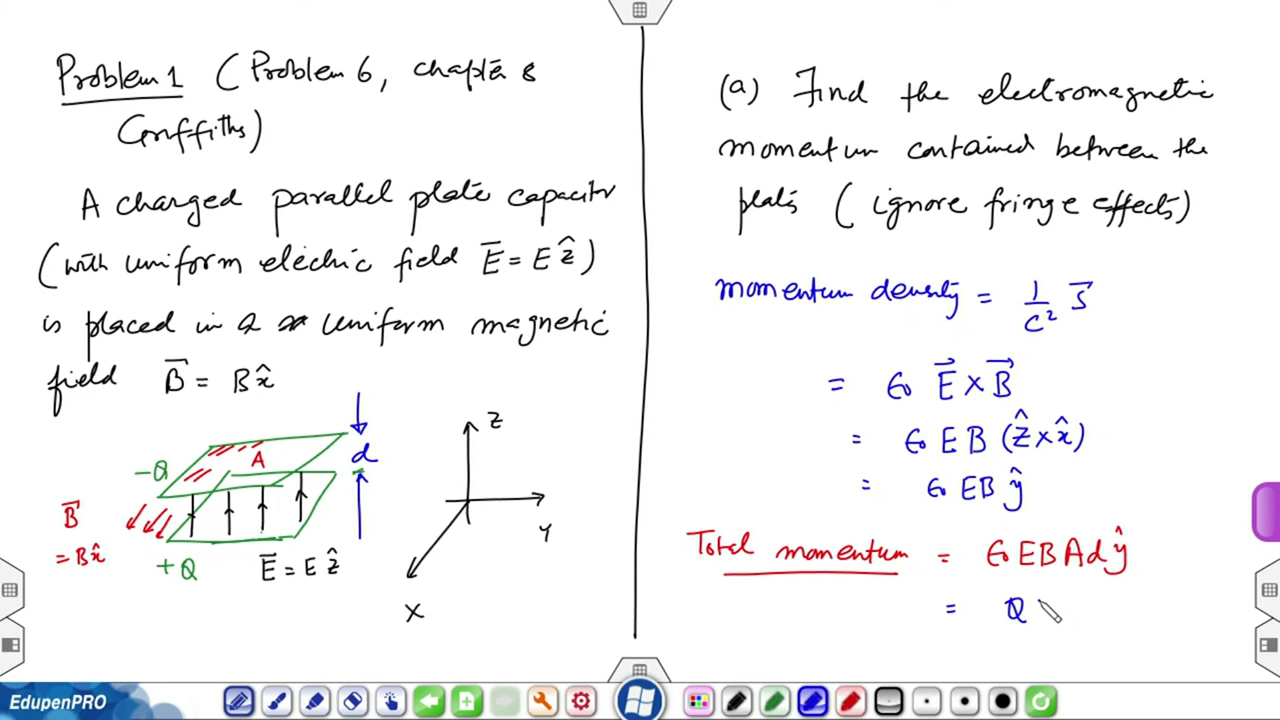 Problem 1 (Problem 6, chapter 8
Griffiths)
A charged parallel plate capacitor
(with uniform electric field E⃗ = E ẑ)
is placed in a uniform magnetic
field B⃗ = B x̂
-Q
A
d
B⃗
= B x̂
+Q
E⃗ = E ẑ
Z
Y
X
(a) Find the electromagnetic
momentum contained between the
plates (ignore fringe effects)
momentum density = 1/c² S⃗
= ϵ₀ E⃗ × B⃗
= ϵ₀ E B (ẑ × x̂)
= ϵ₀ E B ŷ
Total momentum = ϵ₀ E B A d ŷ
= Q
EdupenPRO